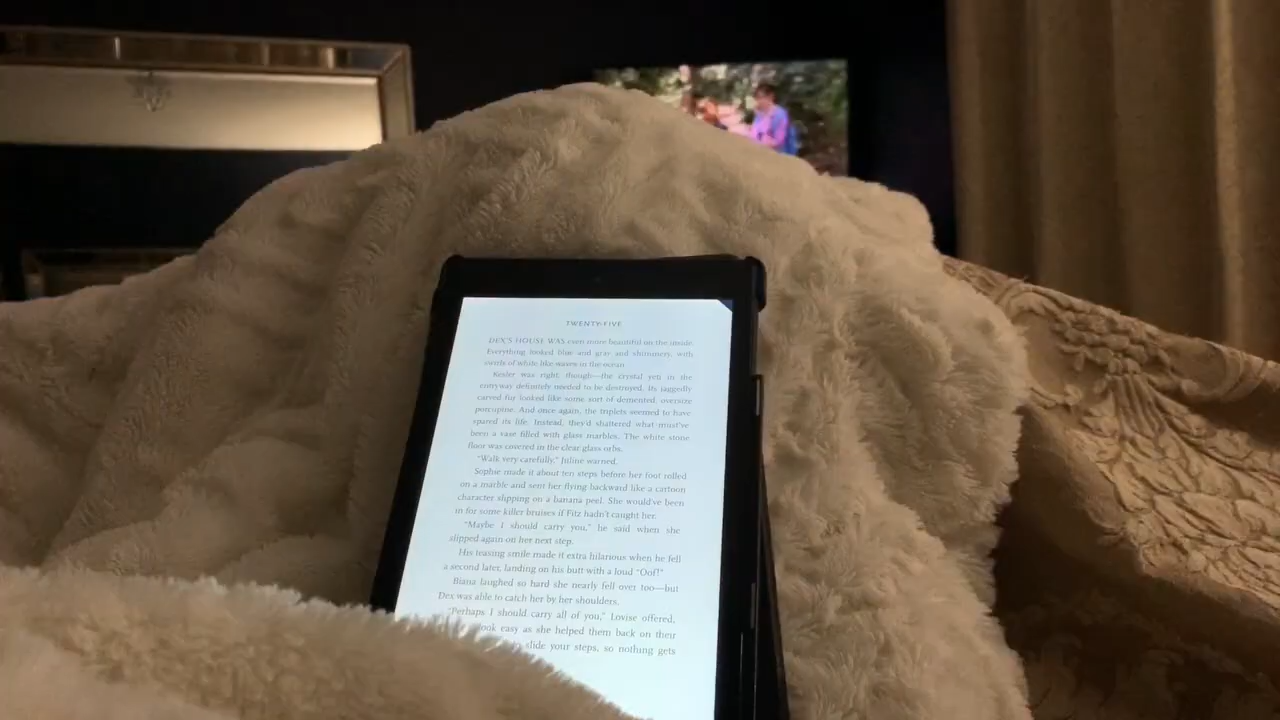 TWENTY-FIVE
DEX'S HOUSE WAS even more beautiful on the inside.
Everything looked blue and gray and shimmery, with
swirls of white like waves in the ocean.
Kesler was right, though—the crystal yeti in the
entryway definitely needed to be destroyed. Its jaggedly
carved fur looked like some sort of demented, oversize
porcupine. And once again, the triplets seemed to have
spared its life. Instead, they'd shattered what must've
been a vase filled with glass marbles. The white stone
floor was covered in the clear glass orbs.
"Walk very carefully," Juline warned.
Sophie made it about ten steps before her foot rolled
on a marble and sent her flying backward like a cartoon
character slipping on a banana peel. She would've been
in for some killer bruises if Fitz hadn't caught her.
"Maybe I should carry you," he said when she
slipped again on her next step.
His teasing smile made it extra hilarious when he fell
a second later, landing on his butt with a loud "Oof!"
Biana laughed so hard she nearly fell over too—but
Dex was able to catch her by her shoulders.
"Perhaps I should carry all of you," Lovise offered,
look easy as she helped them back on their
slide your steps, so nothing gets